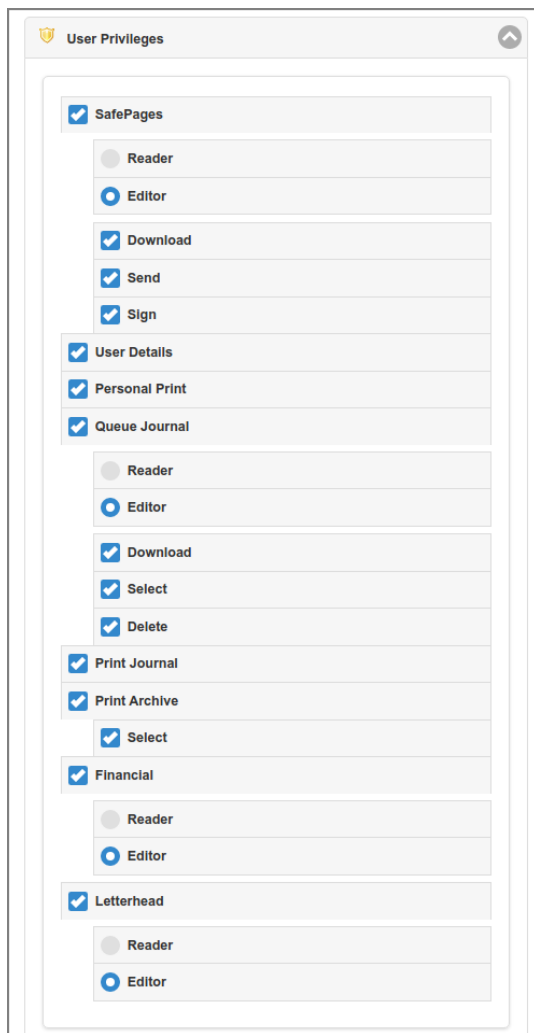 User Privileges
SafePages
Reader
Editor
Download
Send
Sign
User Details
Personal Print
Queue Journal
Reader
Editor
Download
Select
Delete
Print Journal
Print Archive
Select
Financial
Reader
Editor
Letterhead
Reader
Editor